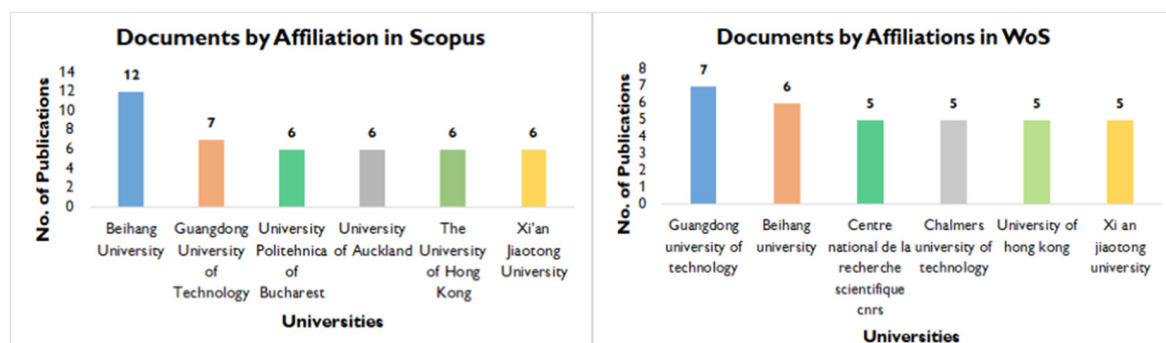 Documents by Affiliation in Scopus
No. of Publications
14
12
10
8
6
4
2
0
12
7
6
6
6
6
Beihang University
Guangdong University of Technology
University Politehnica of Bucharest
University of Auckland
The University of Hong Kong
Xi'an Jiaotong University
Universities
Documents by Affiliations in WoS
No. of Publications
8
7
6
5
4
3
2
1
0
7
6
5
5
5
5
Guangdong university of technology
Beihang university
Centre national de la recherche scientifique cnrs
Chalmers university of technology
University of hong kong
Xi an jiaotong university
Universities